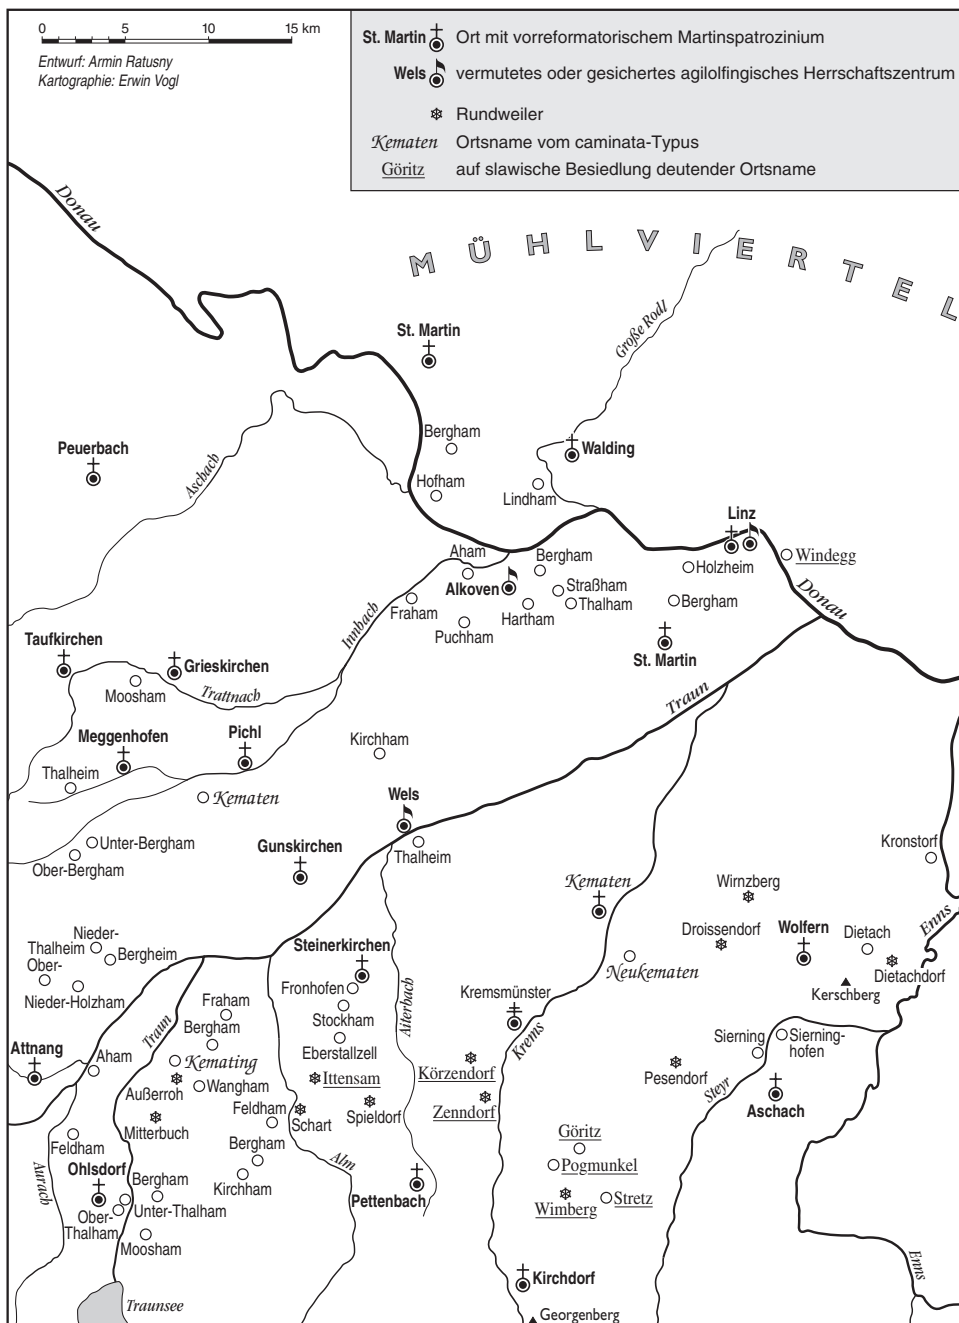 0 5 10 15 km
Entwurf: Armin Ratusny
Kartographie: Erwin Vogl
St. Martin Ort mit vorreformatorischem Martinspatrozinium
Wels vermutetes oder gesichertes agilolfingisches Herrschaftszentrum
Rundweiler
Kematen Ortsname vom caminata-Typus
Göritz auf slawische Besiedlung deutender Ortsname
Donau
MÜHLVIERTEL
Große Rodl
St. Martin
Bergham
Walding
Peuerbach
Aschach
Hofham
Lindham
Linz
Windegg
Aham
Bergham
Holzheim
Alkoven
Straßham
Fraham
Hartham
Thalham
Bergham
Donau
Innbach
Puchham
Taufkirchen
Grieskirchen
St. Martin
Moosham
Trattnach
Traun
Meggenhofen
Pichl
Kirchham
Thalheim
Kematen
Wels
Unter-Bergham
Gunskirchen
Thalheim
Kronstorf
Ober-Bergham
Kematen
Wirnzberg
Enns
Nieder-
Thalheim
Ober-
Bergheim
Steinerkirchen
Droissendorf
Wolfern
Dietach
Neukematen
Dietachdorf
Nieder-Holzham
Fronhofen
Kerschberg
Fraham
Stockham
Aiterbach
Kremsmünster
Traun
Bergham
Krems
Attnang
Aham
Eberstallzell
Sierning
Sierning-
hofen
Kemating
Ittensam
Körzendorf
Pesendorf
Steyr
Außerroh
Wangham
Aschach
Feldham
Schart
Spieldorf
Zenndorf
Mitterbuch
Feldham
Göritz
Aurach
Bergham
Alm
Pogmunkel
Ohlsdorf
Bergham
Kirchham
Pettenbach
Wimberg
Stretz
Ober-
Thalham
Unter-Thalham
Moosham
Enns
Kirchdorf
Traunsee
Georgenberg